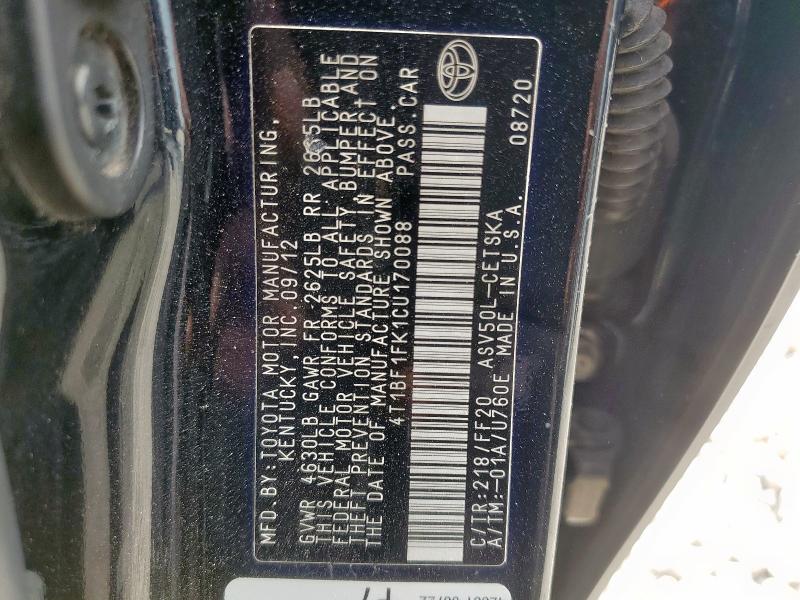 MFD.BY:TOYOTA MOTOR MANUFACTURING,
KENTUCKY, INC. 09/12
GVWR 4630LB GAWR FR 2625LB RR 2625LB
THIS VEHICLE CONFORMS TO ALL APPLICABLE
FEDERAL MOTOR VEHICLE SAFETY, BUMPER AND
THEFT PREVENTION STANDARDS IN EFFECT ON
THE DATE OF MANUFACTURE SHOWN ABOVE.
4T1BF1FK1CU170088 PASS.CAR
C/TR:218/FF20 ASV50L-CETSKA
A/TM:-01A/U760E MADE IN U.S.A.
08720